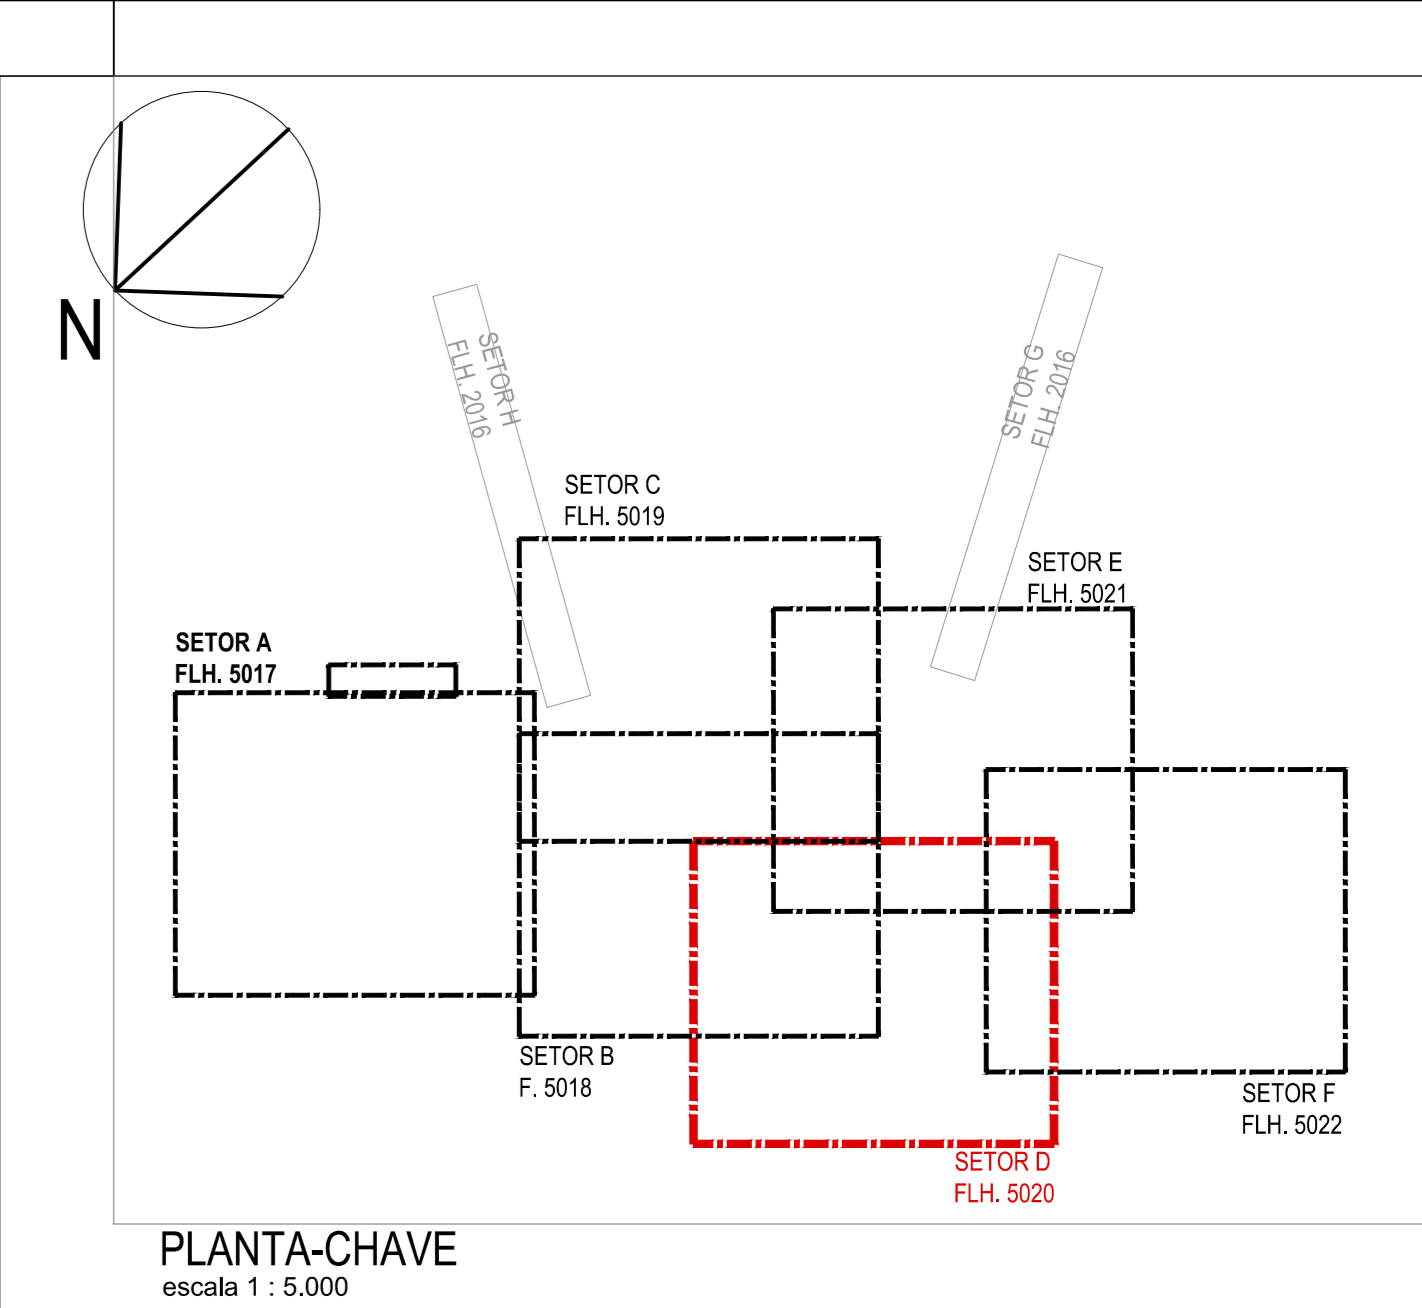 N
SETOR H
FLH. 2016
SETOR G
FLH. 2016
SETOR C
FLH. 5019
SETOR E
FLH. 5021
SETOR A
FLH. 5017
SETOR B
F. 5018
SETOR F
FLH. 5022
SETOR D
FLH. 5020
PLANTA-CHAVE
escala 1 : 5.000